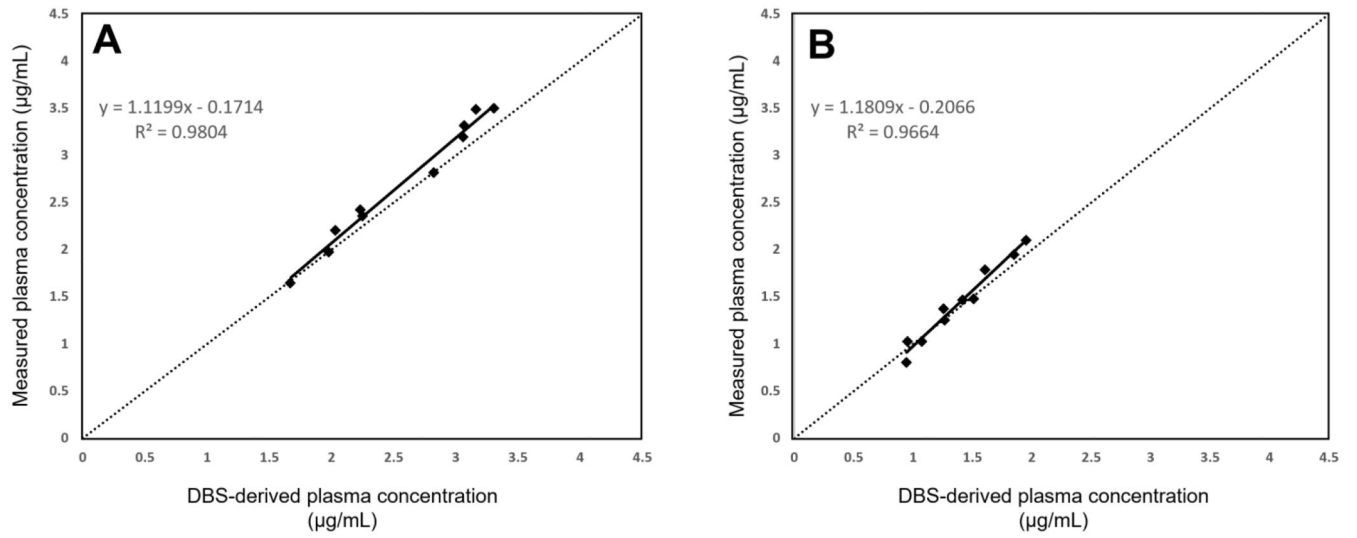 A
y = 1.1199x - 0.1714
R² = 0.9804
Measured plasma concentration (µg/mL)
4.5
4
3.5
3
2.5
2
1.5
1
0.5
0
0 0.5 1 1.5 2 2.5 3 3.5 4 4.5
DBS-derived plasma concentration
(µg/mL)
B
y = 1.1809x - 0.2066
R² = 0.9664
Measured plasma concentration (µg/mL)
4.5
4
3.5
3
2.5
2
1.5
1
0.5
0
0 0.5 1 1.5 2 2.5 3 3.5 4 4.5
DBS-derived plasma concentration
(µg/mL)